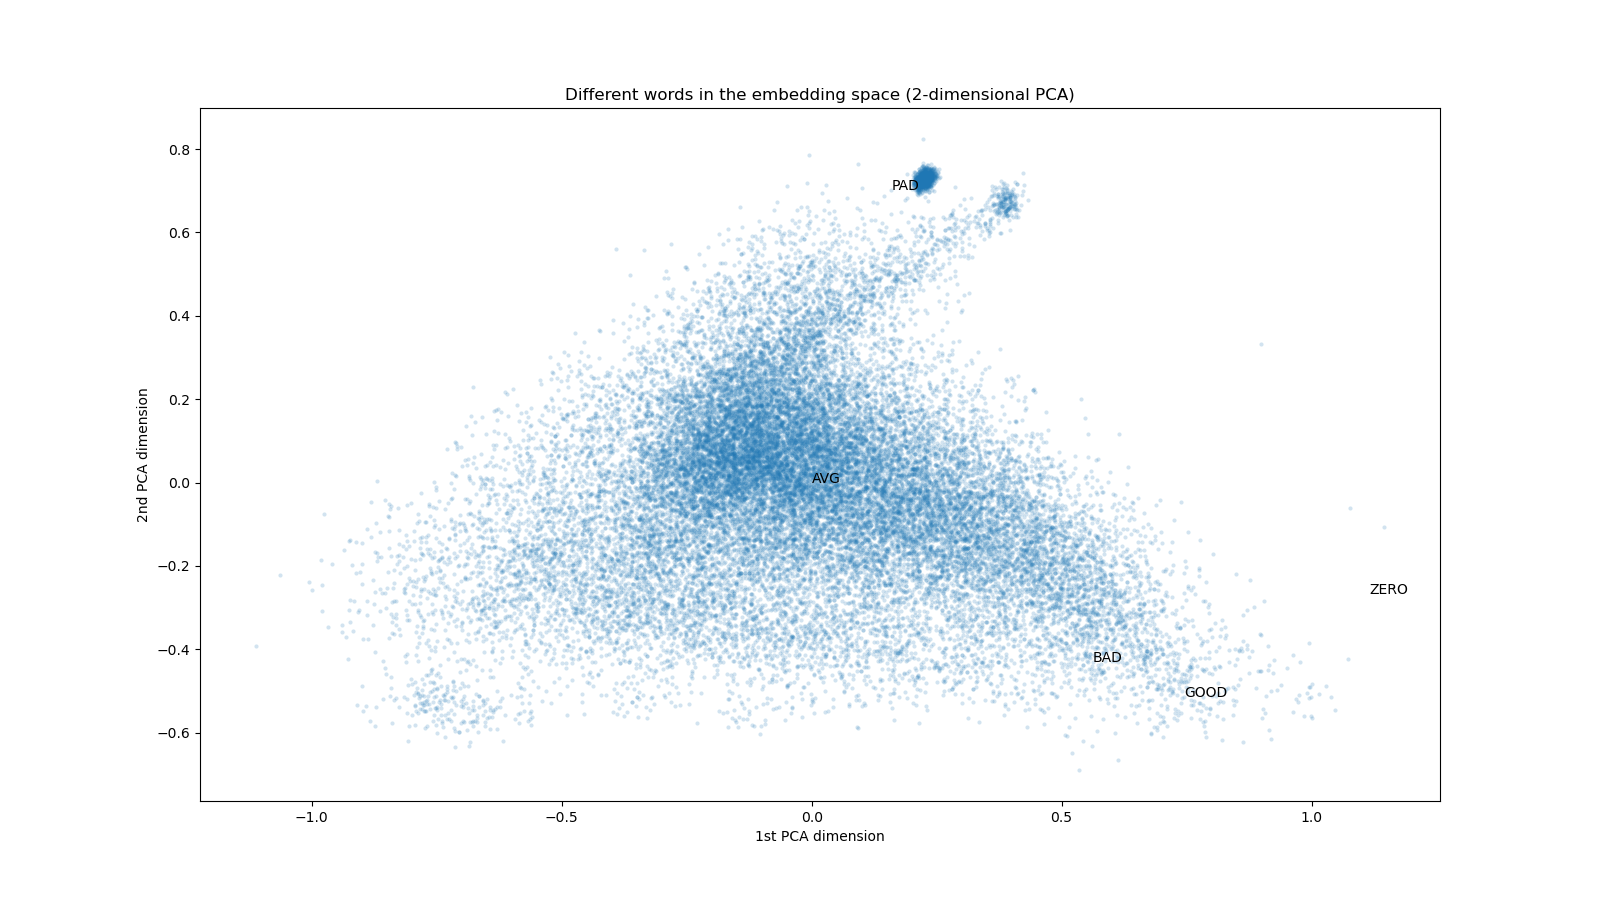 Different words in the embedding space (2-dimensional PCA)
0.8
PAD
0.6
0.4
0.2
2nd PCA dimension
AVG
0.0
−0.2
ZERO
−0.4
BAD
GOOD
−0.6
−1.0 −0.5 0.0 0.5 1.0
1st PCA dimension